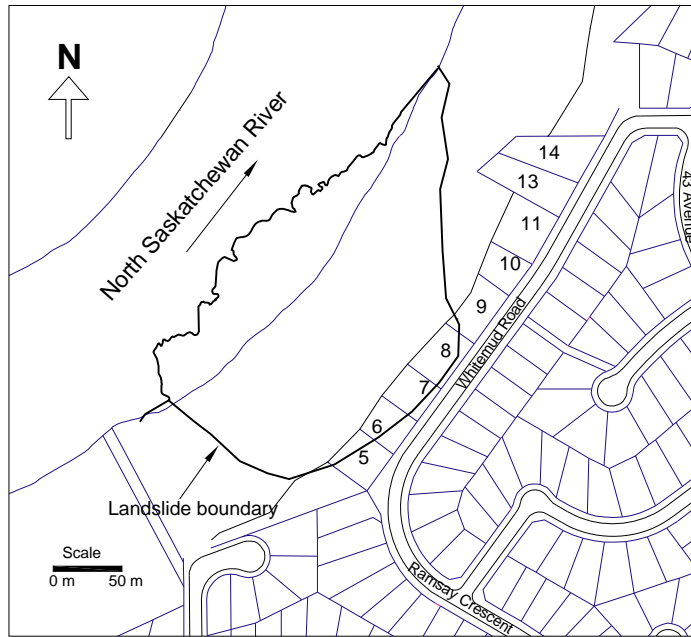 N
North Saskatchewan River
14
13
43 Avenue
11
10
9
Whitemud Road
8
7
6
5
Landslide boundary
Scale
0 m 50 m
Ramsay Crescent